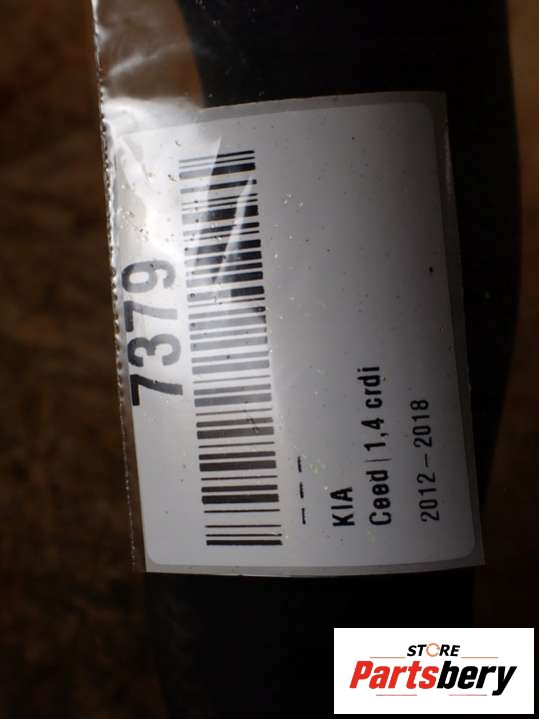 7379
KIA
Ceed | 1,4 crdi
2012 – 2018
STORE
Partsbery